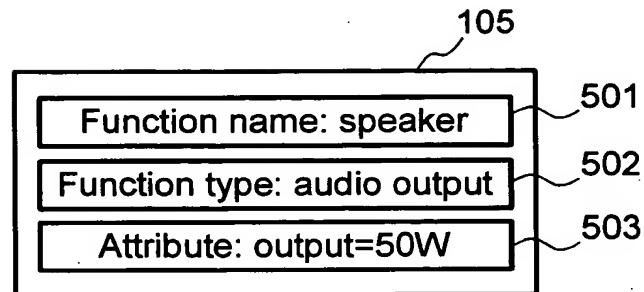 105
Function name: speaker
501
Function type: audio output
502
Attribute: output=50W
503